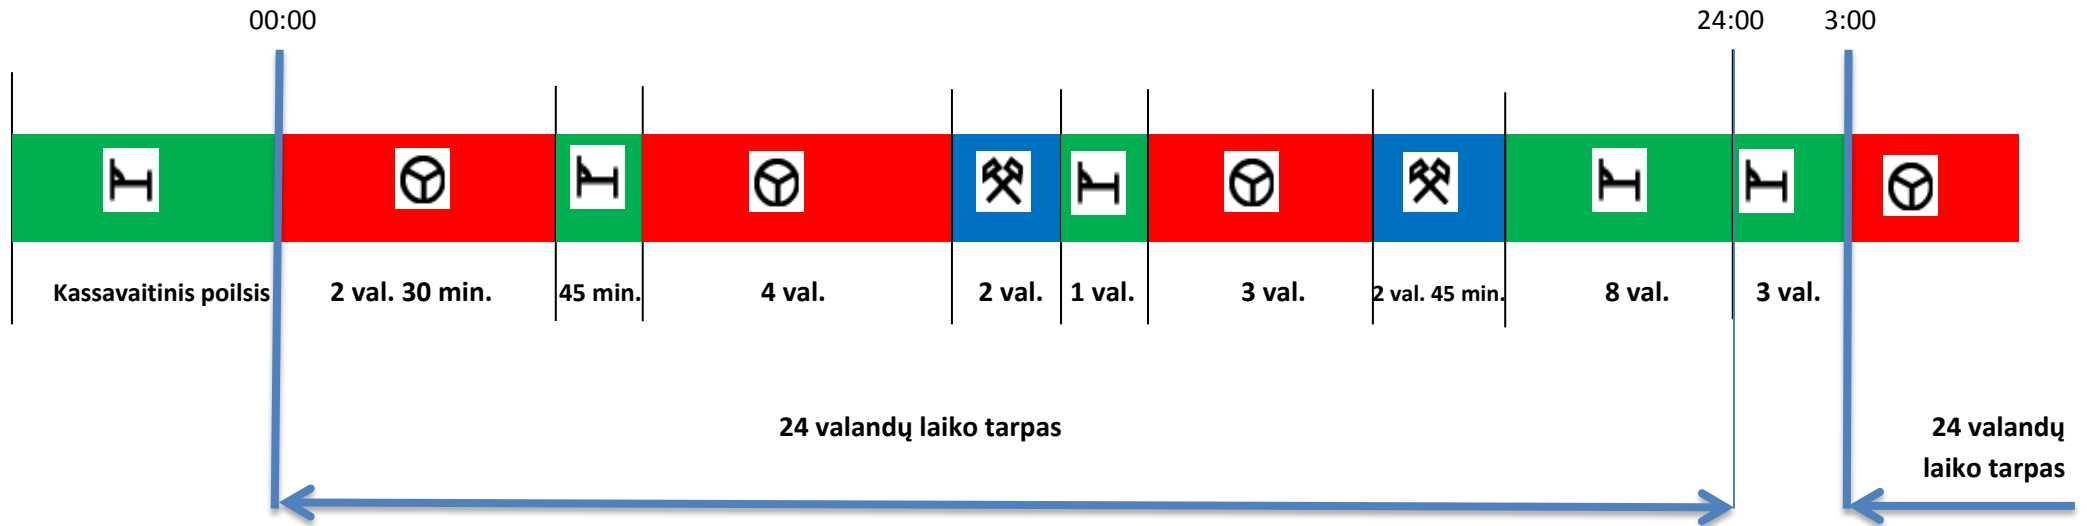 00:00 24:00 3:00
Kassavaitinis poilsis 2 val. 30 min. 45 min. 4 val. 2 val. 1 val. 3 val. 2 val. 45 min. 8 val. 3 val.
24 valandų laiko tarpas 24 valandų
laiko tarpas